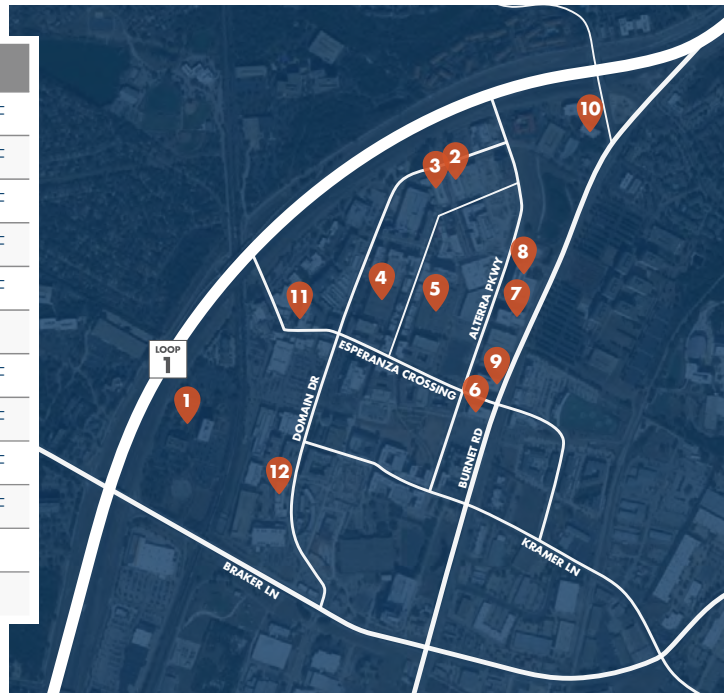 10
2
3
8
4
5
7
11
ALTERRA PKWY
LOOP
1
ESPERANZA CROSSING
9
6
1
DOMAIN DR
BURNET RD
12
KRAMER LN
BRAKER LN